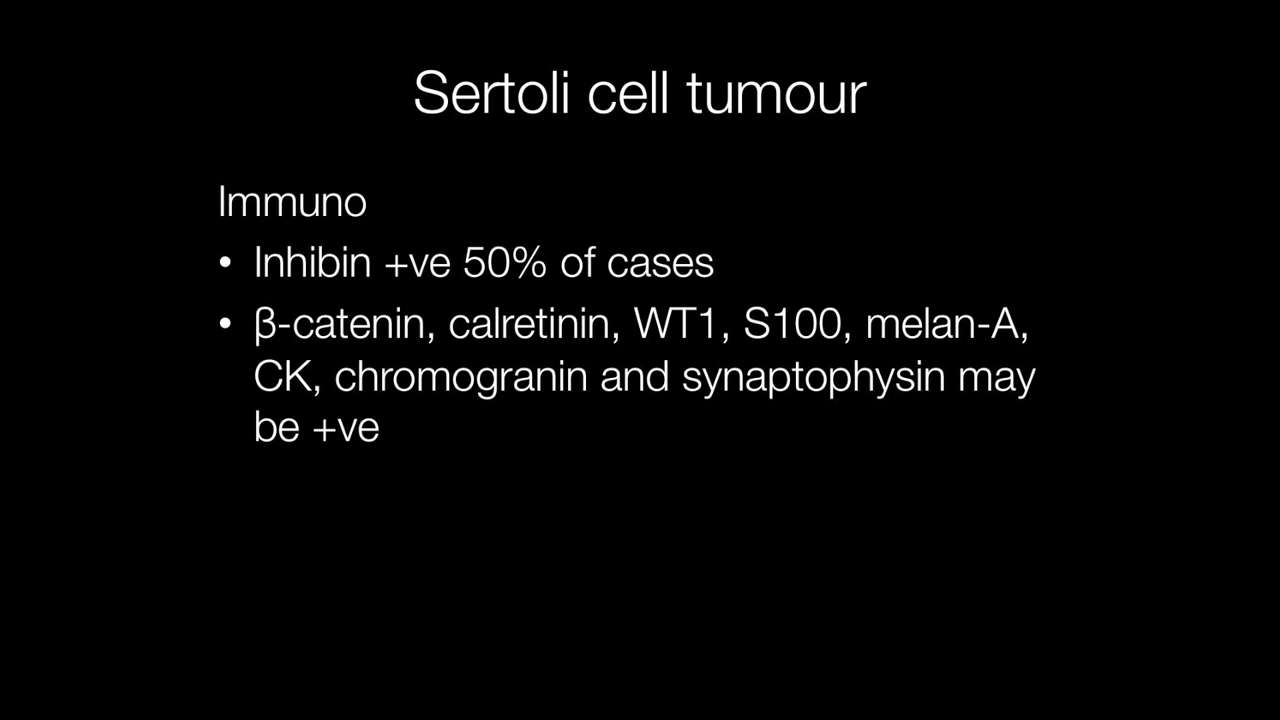 Sertoli cell tumour
Immuno
• Inhibin +ve 50% of cases
• β-catenin, calretinin, WT1, S100, melan-A,
CK, chromogranin and synaptophysin may
be +ve